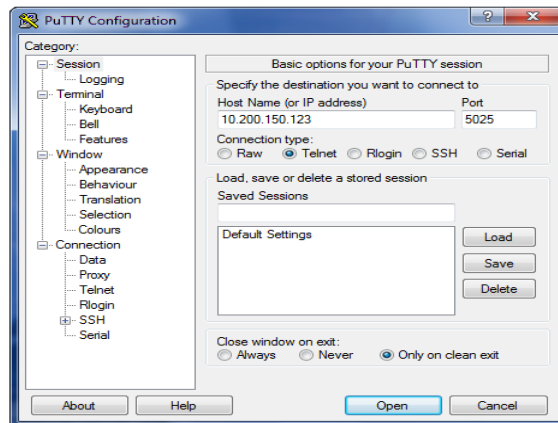 PuTTY Configuration
Category:
Session
Logging
Terminal
Keyboard
Bell
Features
Window
Appearance
Behaviour
Translation
Selection
Colours
Connection
Data
Proxy
Telnet
Rlogin
SSH
Serial
Basic options for your PuTTY session
Specify the destination you want to connect to
Host Name (or IP address) Port
10.200.150.123 5025
Connection type:
Raw Telnet Rlogin SSH Serial
Load, save or delete a stored session
Saved Sessions
Default Settings
Load
Save
Delete
Close window on exit:
Always Never Only on clean exit
About Help Open Cancel